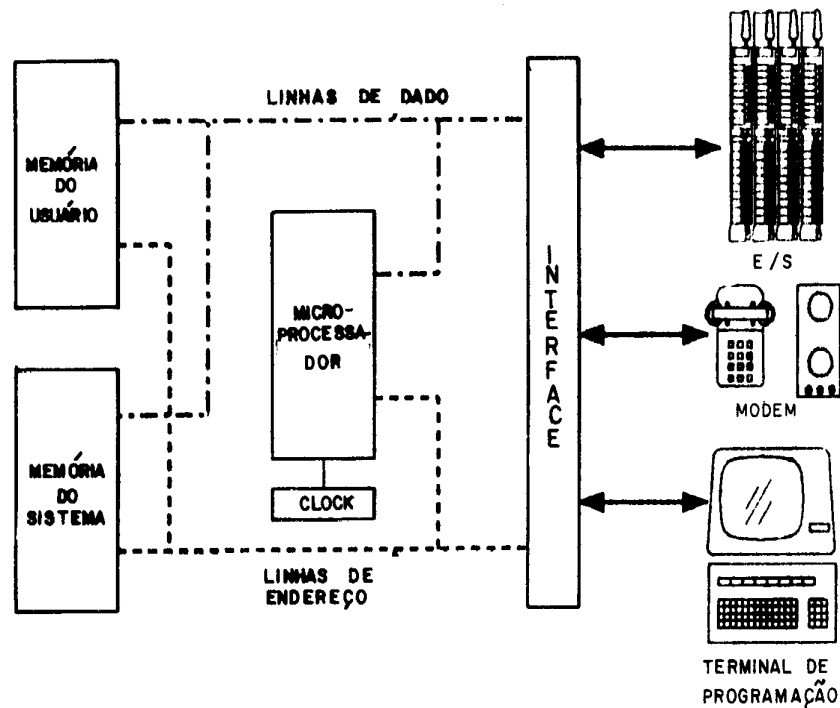 LINHAS DE DADO
MEMÓRIA
DO
USUÁRIO
MICRO-
PROCESSA-
DOR
CLOCK
MEMÓRIA
DO
SISTEMA
LINHAS DE
ENDEREÇO
INTERFACE
E/S
MODEM
TERMINAL DE
PROGRAMAÇÃO